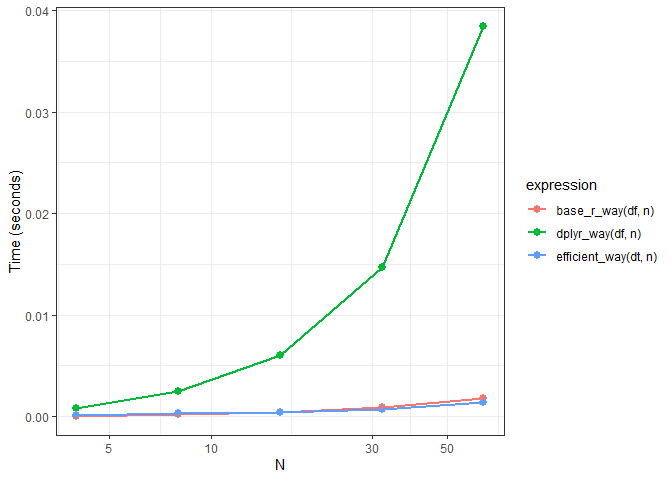 0.04
0.03
0.02
0.01
0.00
Time (seconds)
5
10
30
50
N
expression
base_r_way(df, n)
dplyr_way(df, n)
efficient_way(dt, n)